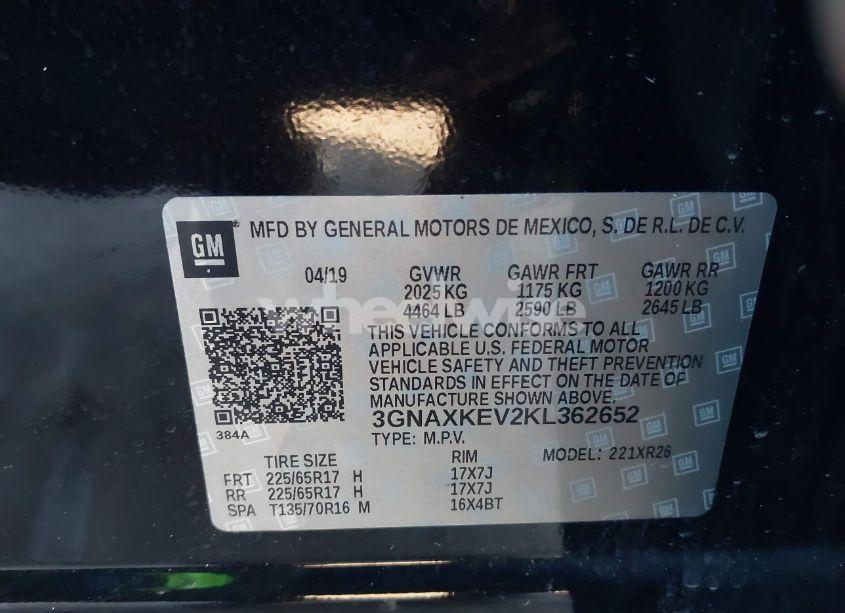 GM® MFD BY GENERAL MOTORS DE MEXICO, S. DE R.L. DE C.V.
04/19 GVWR GAWR FRT GAWR RR
2025 KG 1175 KG 1200 KG
4464 LB 2590 LB 2645 LB
THIS VEHICLE CONFORMS TO ALL
APPLICABLE U.S. FEDERAL MOTOR
VEHICLE SAFETY AND THEFT PREVENTION
STANDARDS IN EFFECT ON THE DATE OF
MANUFACTURE SHOWN ABOVE.
3GNAXKEV2KL362652
384A TYPE: M.P.V.
TIRE SIZE RIM MODEL: 221XR26
FRT 225/65R17 H 17X7J
RR 225/65R17 H 17X7J
SPA T135/70R16 M 16X4BT